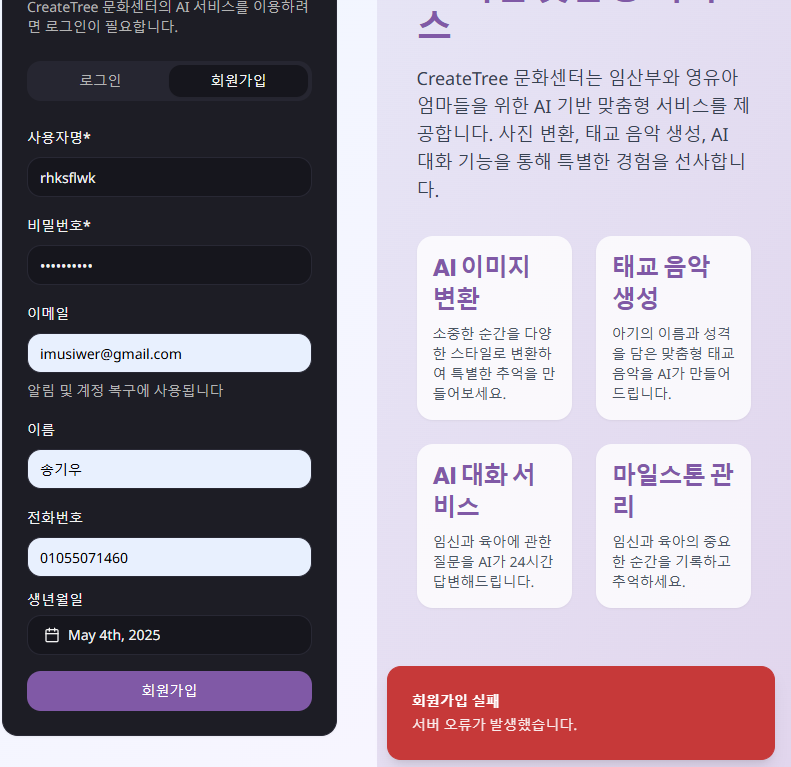 CreateTree 문화센터의 AI 서비스를 이용하려
면 로그인이 필요합니다.
로그인
회원가입
사용자명*
rhksflwk
비밀번호*
••••••••••
이메일
imusiwer@gmail.com
알림 및 계정 복구에 사용됩니다
이름
송기우
전화번호
01055071460
생년월일
May 4th, 2025
회원가입
스
CreateTree 문화센터는 임산부와 영유아
엄마들을 위한 AI 기반 맞춤형 서비스를 제
공합니다. 사진 변환, 태교 음악 생성, AI
대화 기능을 통해 특별한 경험을 선사합니
다.
AI 이미지
변환
소중한 순간을 다양
한 스타일로 변환하
여 특별한 추억을 만
들어보세요.
태교 음악
생성
아기의 이름과 성격
을 담은 맞춤형 태교
음악을 AI가 만들어
드립니다.
AI 대화 서
비스
임신과 육아에 관한
질문을 AI가 24시간
답변해드립니다.
마일스톤 관
리
임신과 육아의 중요
한 순간을 기록하고
추억하세요.
회원가입 실패
서버 오류가 발생했습니다.